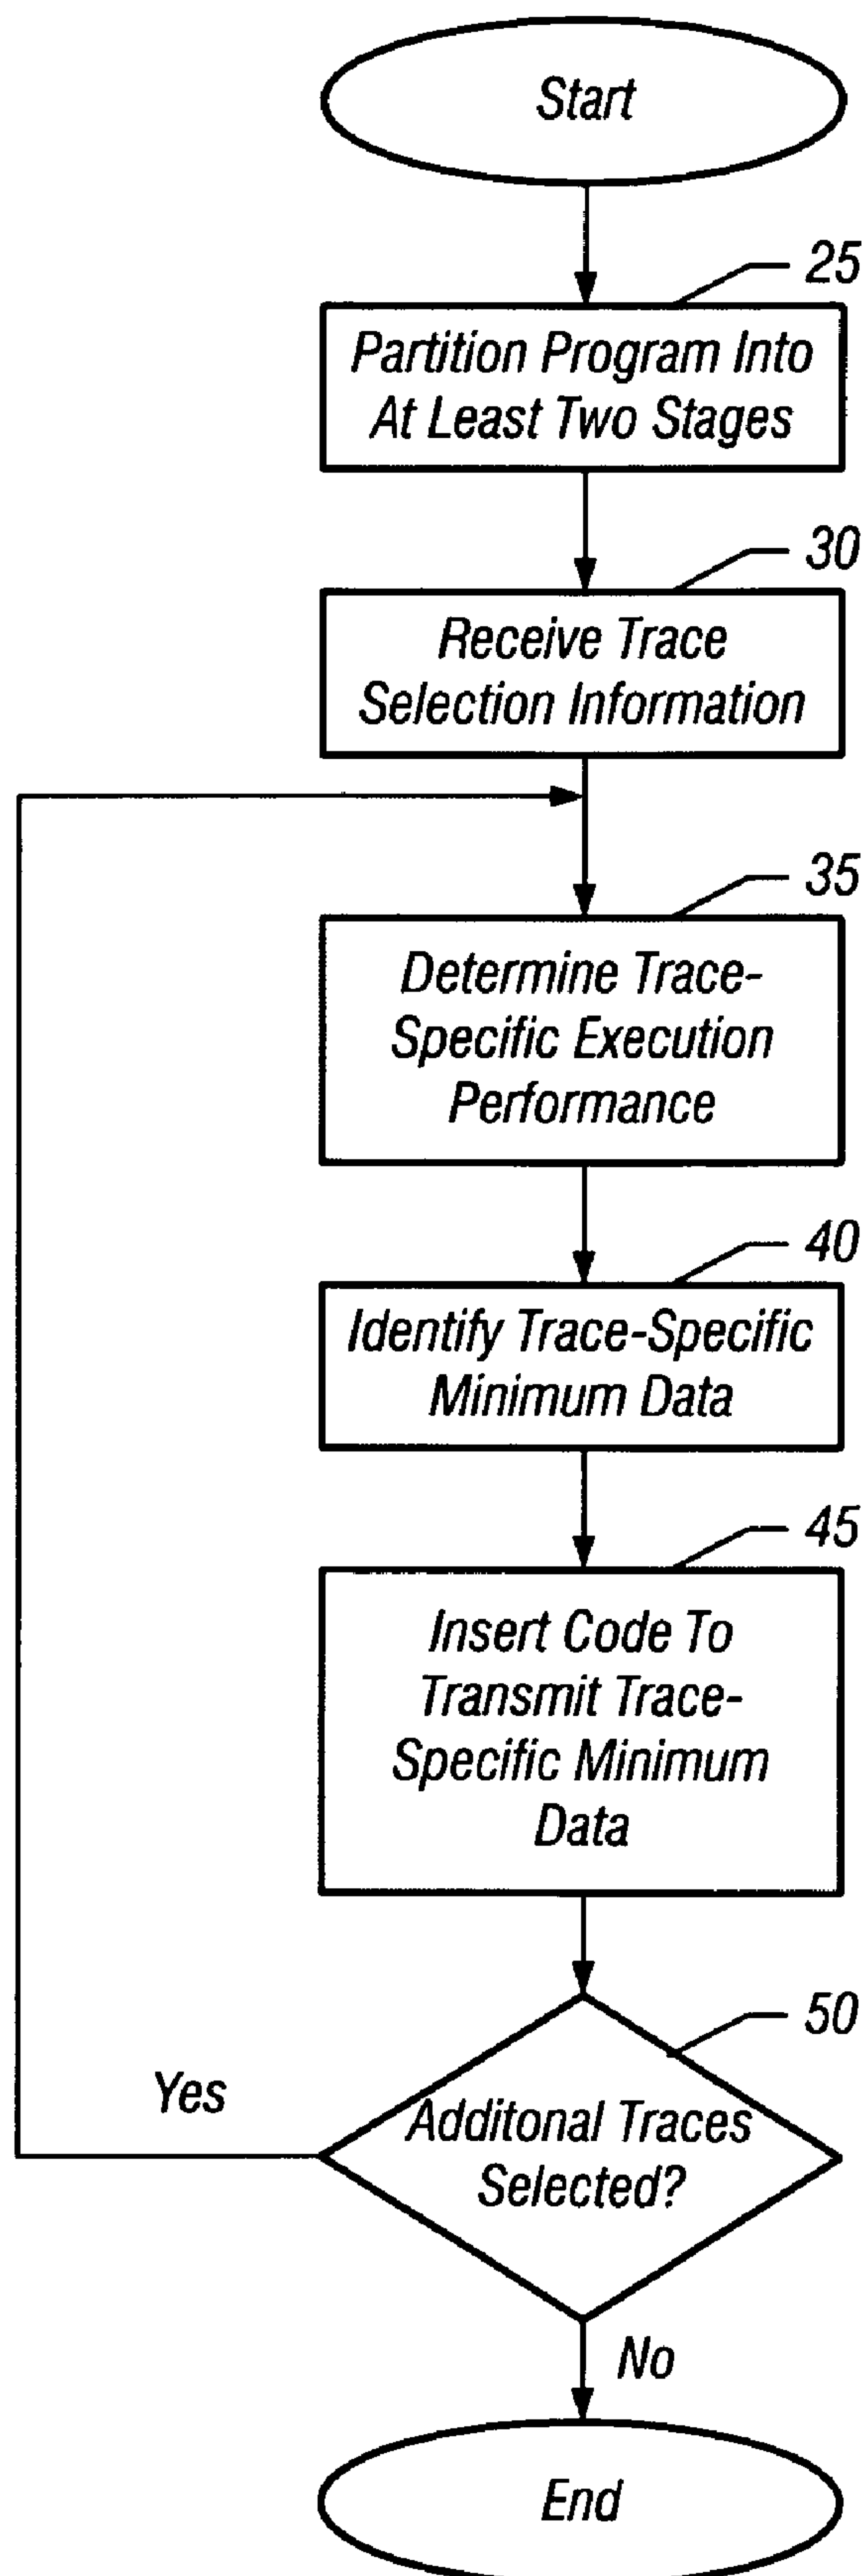 Start
25
Partition Program Into
At Least Two Stages
30
Receive Trace
Selection Information
35
Determine Trace-
Specific Execution
Performance
40
Identify Trace-Specific
Minimum Data
45
Insert Code To
Transmit Trace-
Specific Minimum
Data
50
Yes
Additonal Traces
Selected?
No
End